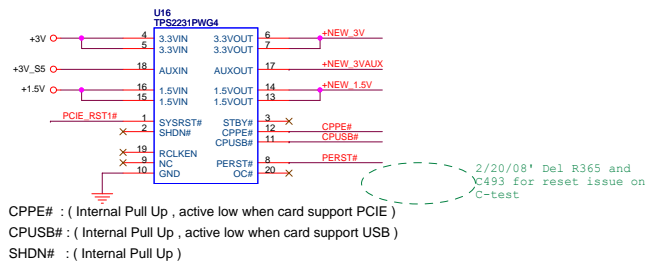 U16
TPS2231PWG4
+3V 4 3.3VIN 3.3VOUT 6 +NEW_3V
5 3.3VIN 3.3VOUT 7
+3V_S5 18 AUXIN AUXOUT 17 +NEW_3VAUX
+1.5V 16 1.5VIN 1.5VOUT 14 +NEW_1.5V
15 1.5VIN 1.5VOUT 13
PCIE_RST1# 1 SYSRST# STBY# 3
2 SHDN# CPPE# 12 CPPE#
CPUSB# 11 CPUSB#
19 RCLKEN
9 NC PERST# 8 PERST#
10 GND OC# 20
2/20/08' Del R365 and
C493 for reset issue on
C-test
CPPE# : ( Internal Pull Up , active low when card support PCIE )
CPUSB# : ( Internal Pull Up , active low when card support USB )
SHDN# : ( Internal Pull Up )